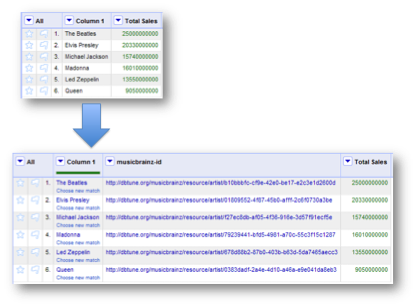 All Column 1 Total Sales
1. The Beatles 25000000000
2. Elvis Presley 20330000000
3. Michael Jackson 15740000000
4. Madonna 16010000000
5. Led Zeppelin 13550000000
6. Queen 9050000000
All Column 1 musicbrainz-id Total Sales
1. The Beatles http://dbtune.org/musicbrainz/resource/artist/b10bbbfc-cf9e-42e0-be17-e2c3e1d2600d 25000000000
Choose new match
2. Elvis Presley http://dbtune.org/musicbrainz/resource/artist/01809552-4f87-45b0-afff-2c6f0730a3be 20330000000
Choose new match
3. Michael Jackson http://dbtune.org/musicbrainz/resource/artist/f27ec8db-af05-4f36-916e-3d57f91ecf5e 15740000000
Choose new match
4. Madonna http://dbtune.org/musicbrainz/resource/artist/79239441-bfd5-4981-a70c-55c3f15c1287 16010000000
Choose new match
5. Led Zeppelin http://dbtune.org/musicbrainz/resource/artist/678d88b2-87b0-403b-b63d-5da7465aecc3 13550000000
Choose new match
6. Queen http://dbtune.org/musicbrainz/resource/artist/0383dadf-2a4e-4d10-a46a-e9e041da8eb3 9050000000
Choose new match